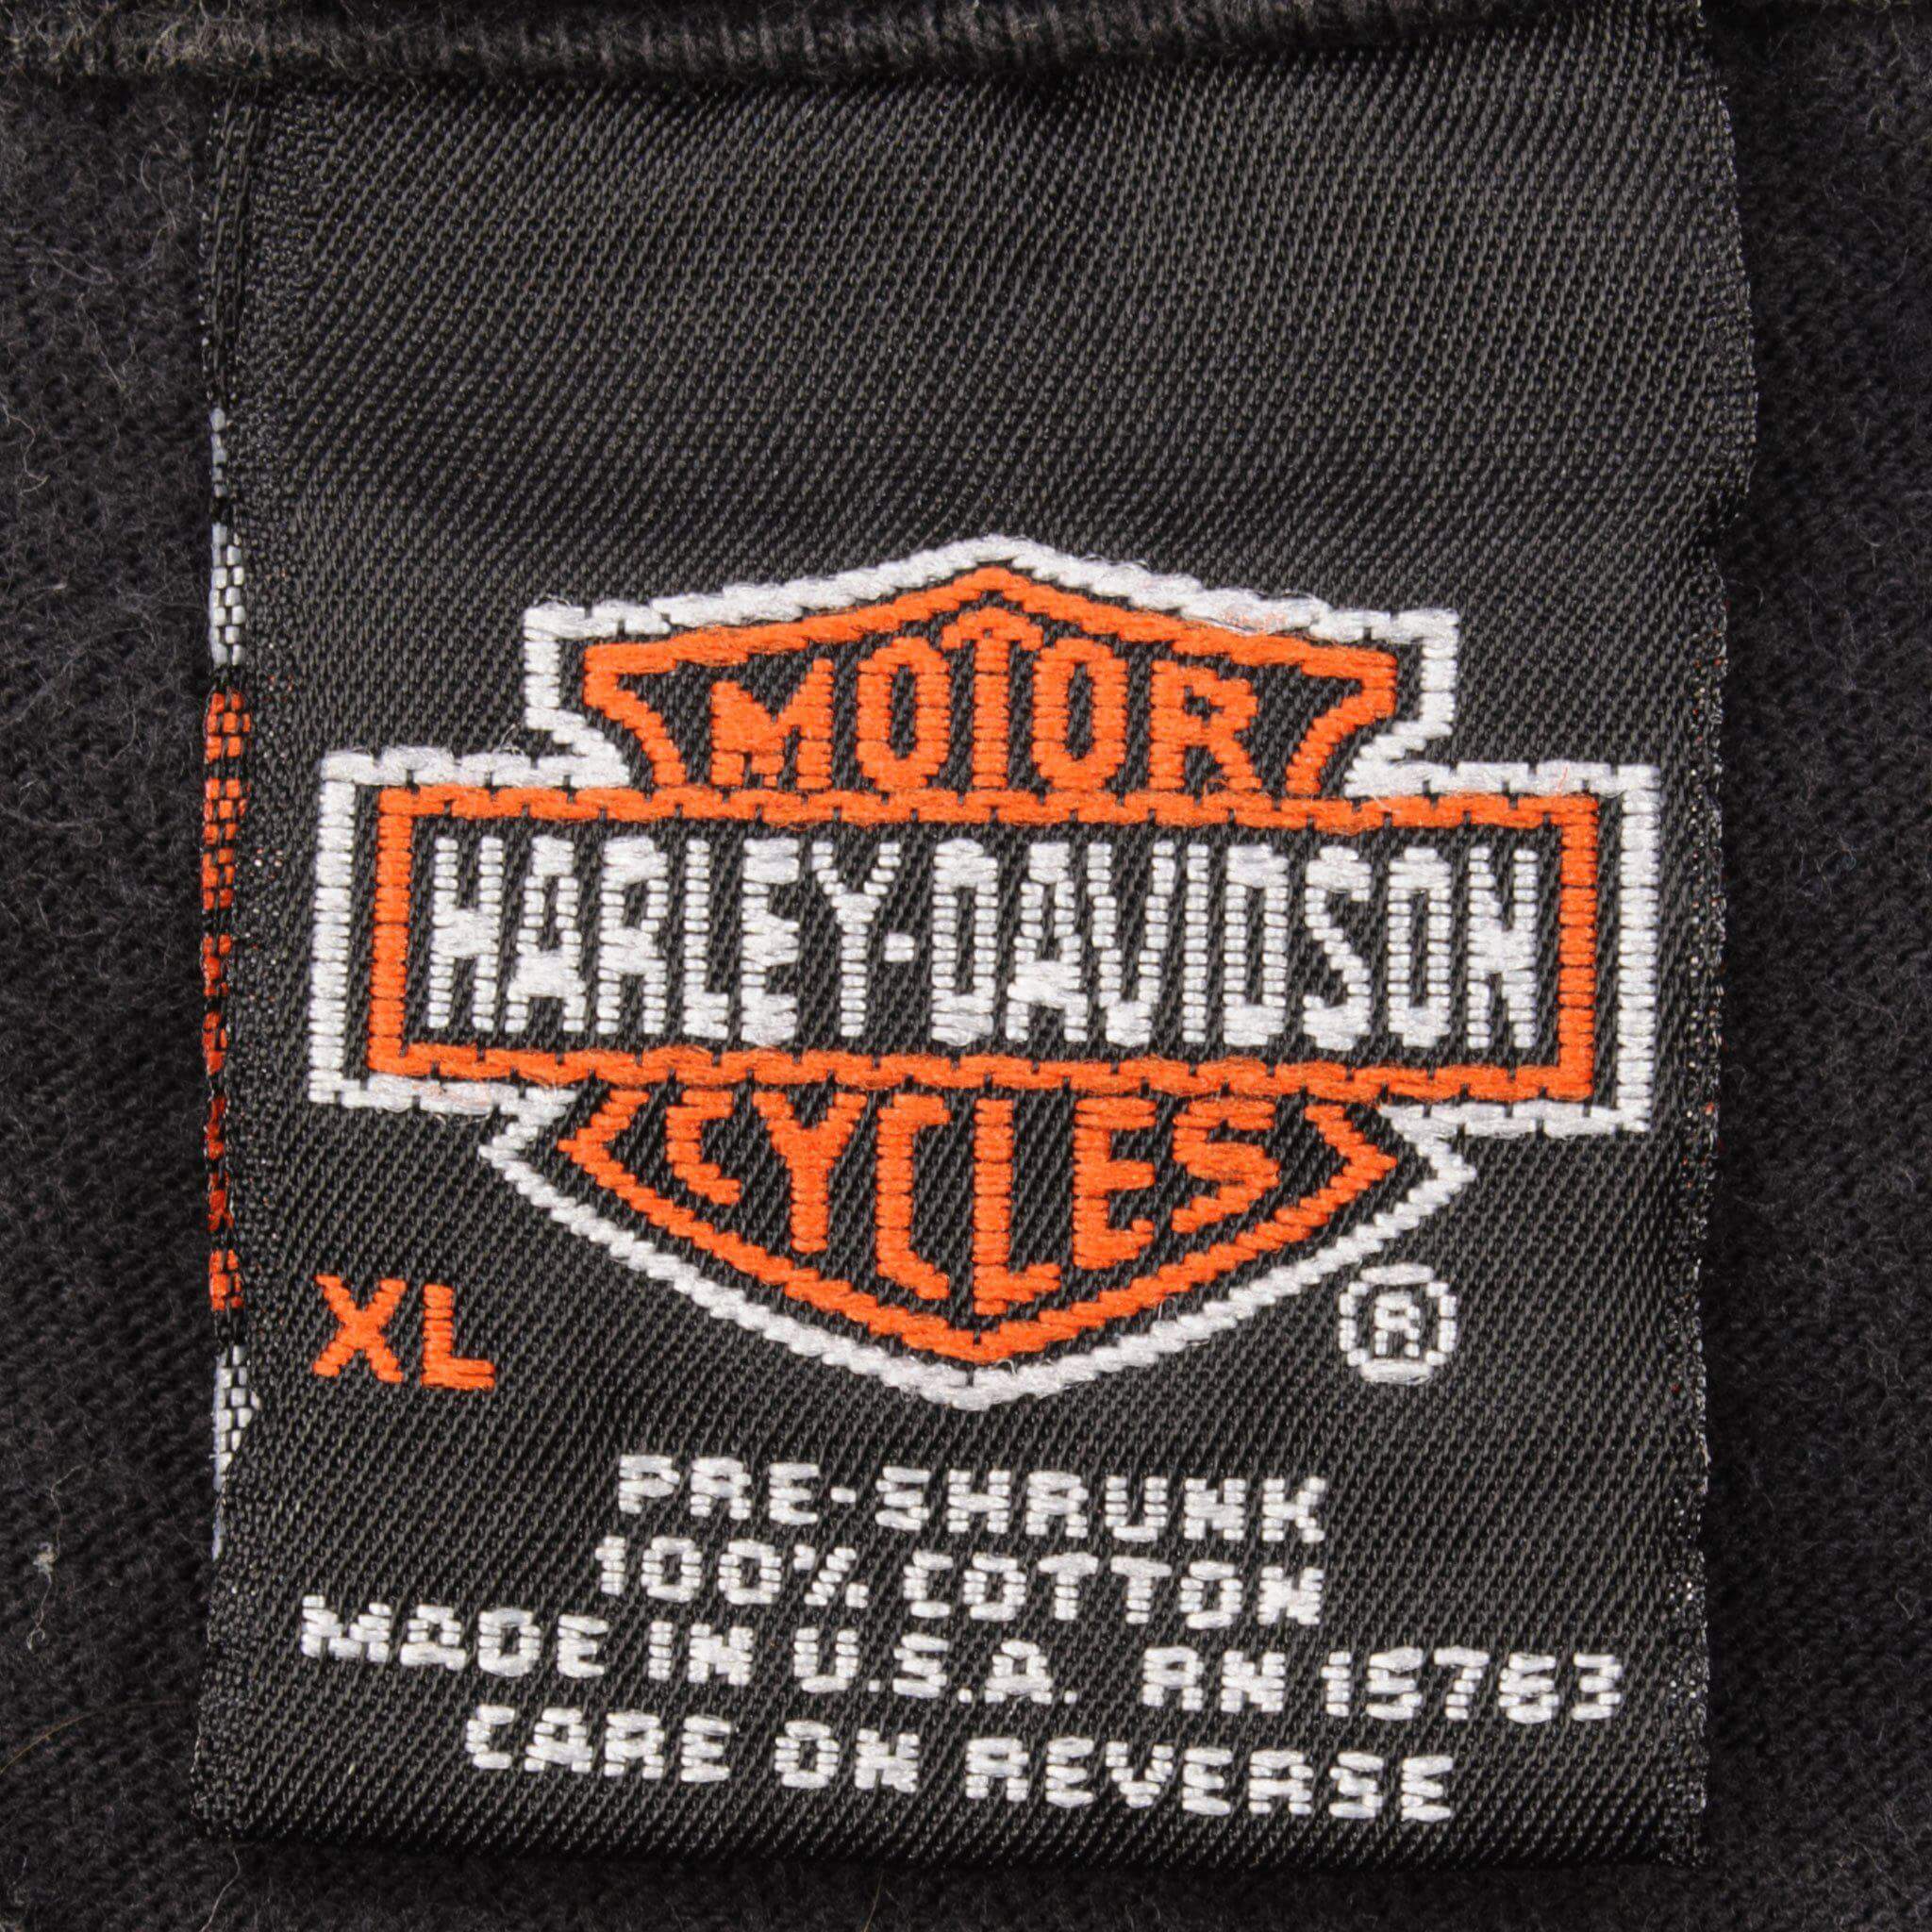 MOTOR
HARLEY-DAVIDSON
CYCLES
XL ®
PRE-SHRUNK
100% COTTON
MADE IN U.S.A. RN 15763
CARE ON REVERSE